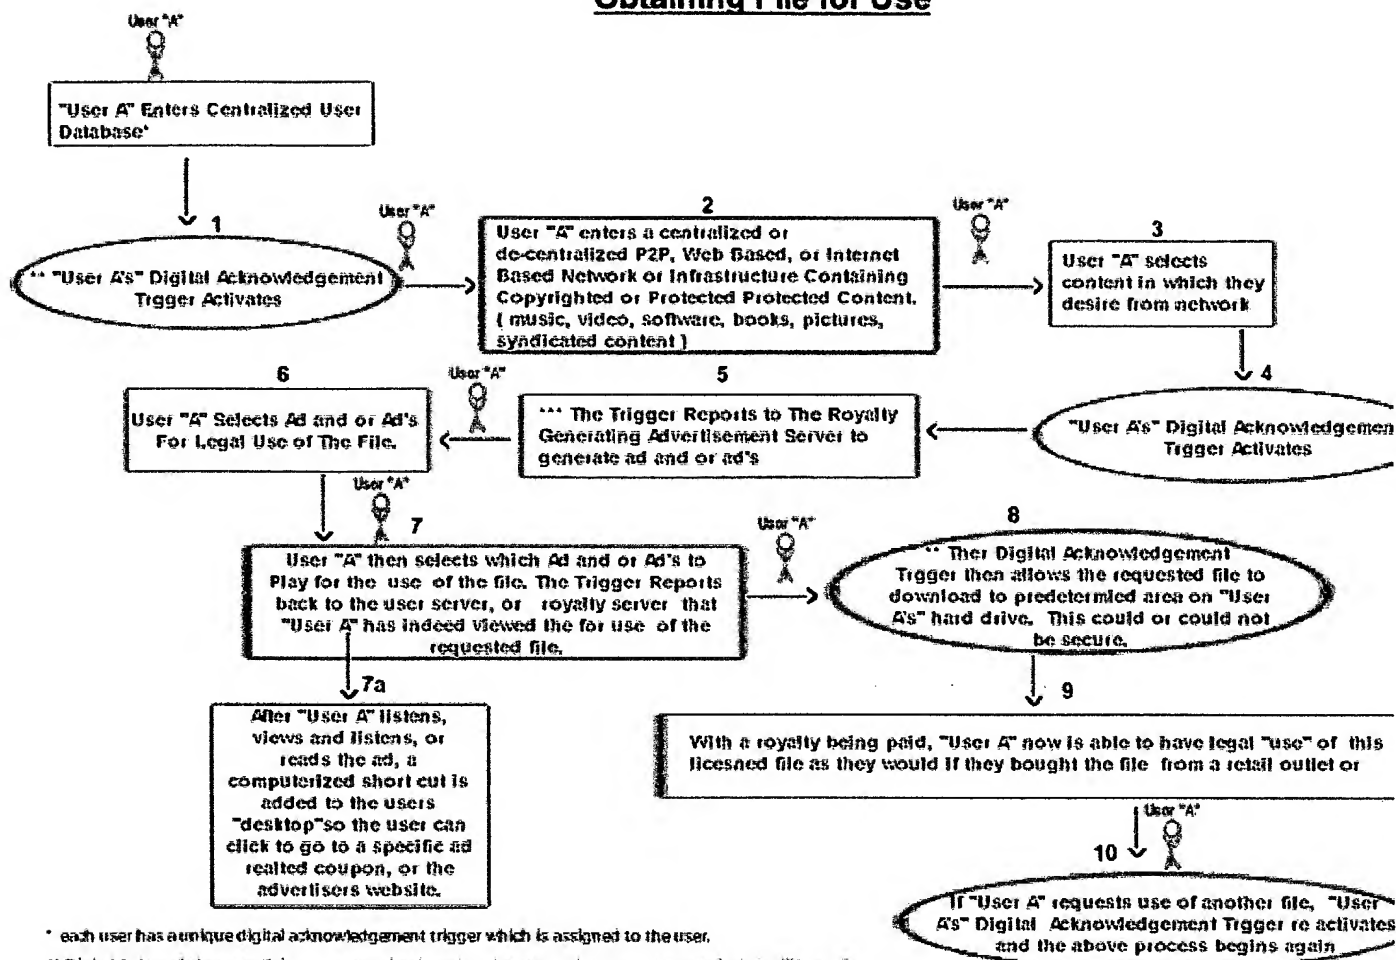 Obtaining File for Use
User "A"
"User A" Enters Centralized User
Database*
1
** "User A's" Digital Acknowledgement
Trgger Activates
User "A"
2
User "A" enters a centralized or
de-centralized P2P, Web Based, or Internet
Based Network or Infrastructure Containing
Copyrighted or Protected Protected Content.
( music, video, software, books, pictures,
syndicated content )
User "A"
3
User "A" selects
content in which they
desire from network
4
"User A's" Digital Acknowledgemen
Trgger Activates
5
*** The Trigger Reports to The Royalty
Generating Advertisement Server to
generate ad and or ad's
User "A"
6
User "A" Selects Ad and or Ad's
For Legal Use of The File.
User "A"
7
User "A" then selects which Ad and or Ad's to
Play for the use of the file. The Trigger Reports
back to the user server, or royalty server that
"User A" has indeed viewed the for use of the
requested file.
7a
After "User A" listens,
views and listens, or
reads the ad, a
computerized short cut is
added to the users
"desktop"so the user can
click to go to a specific ad
realted coupon, or the
advertisers website.
User "A"
8
** Ther Digital Acknowledgement
Trgger then allows the requested file to
download to predetermied area on "User
A's" hard drive. This could or could not
be secure.
9
With a royalty being paid, "User A" now is able to have legal "use" of this
licesned file as they would if they bought the file from a retail outlet or
User "A"
10
If "User A" requests use of another file, "User
A's" Digital Acknowledgement Trgger re activates
and the above process begins again
* each user has a unique digital acknowledgement trigger which is assigned to the user.